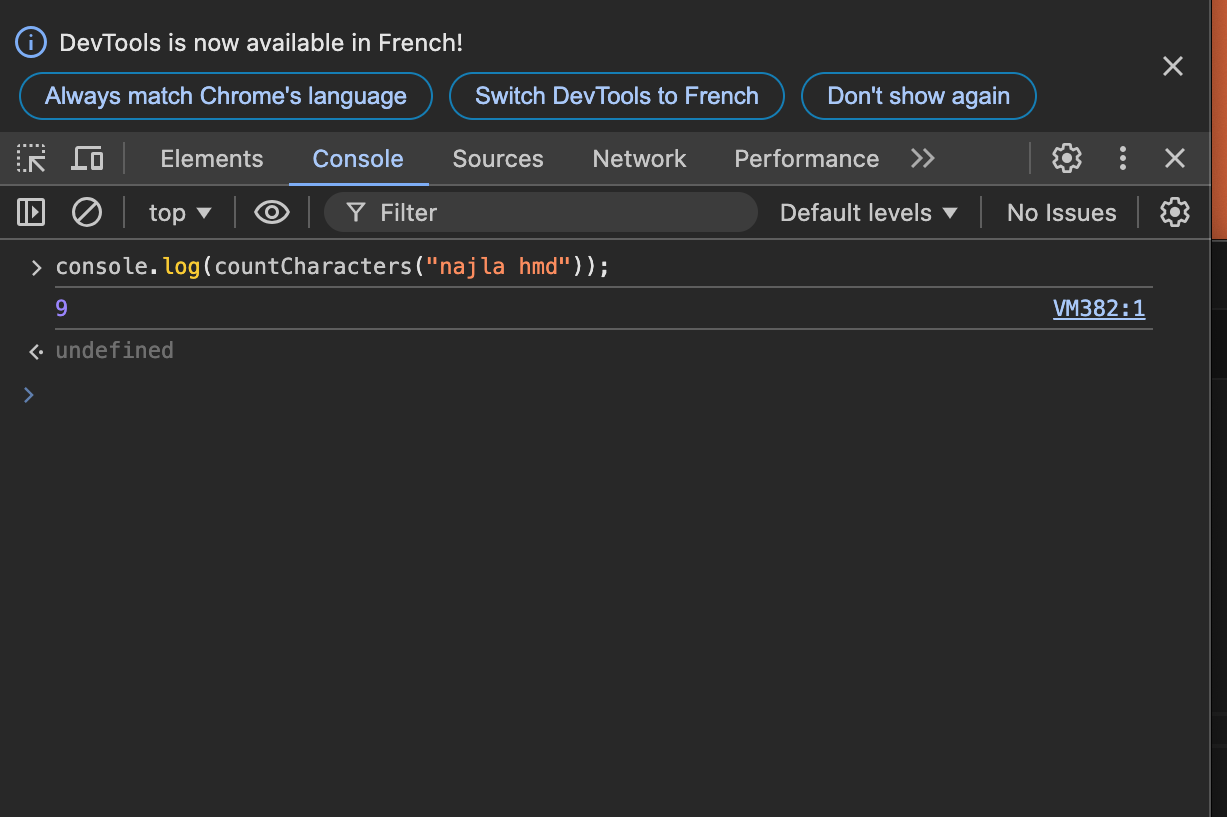 DevTools is now available in French!
Always match Chrome's language Switch DevTools to French Don't show again
Elements Console Sources Network Performance
top Filter Default levels No Issues
console.log(countCharacters("najla hmd"));
9 VM382:1
undefined